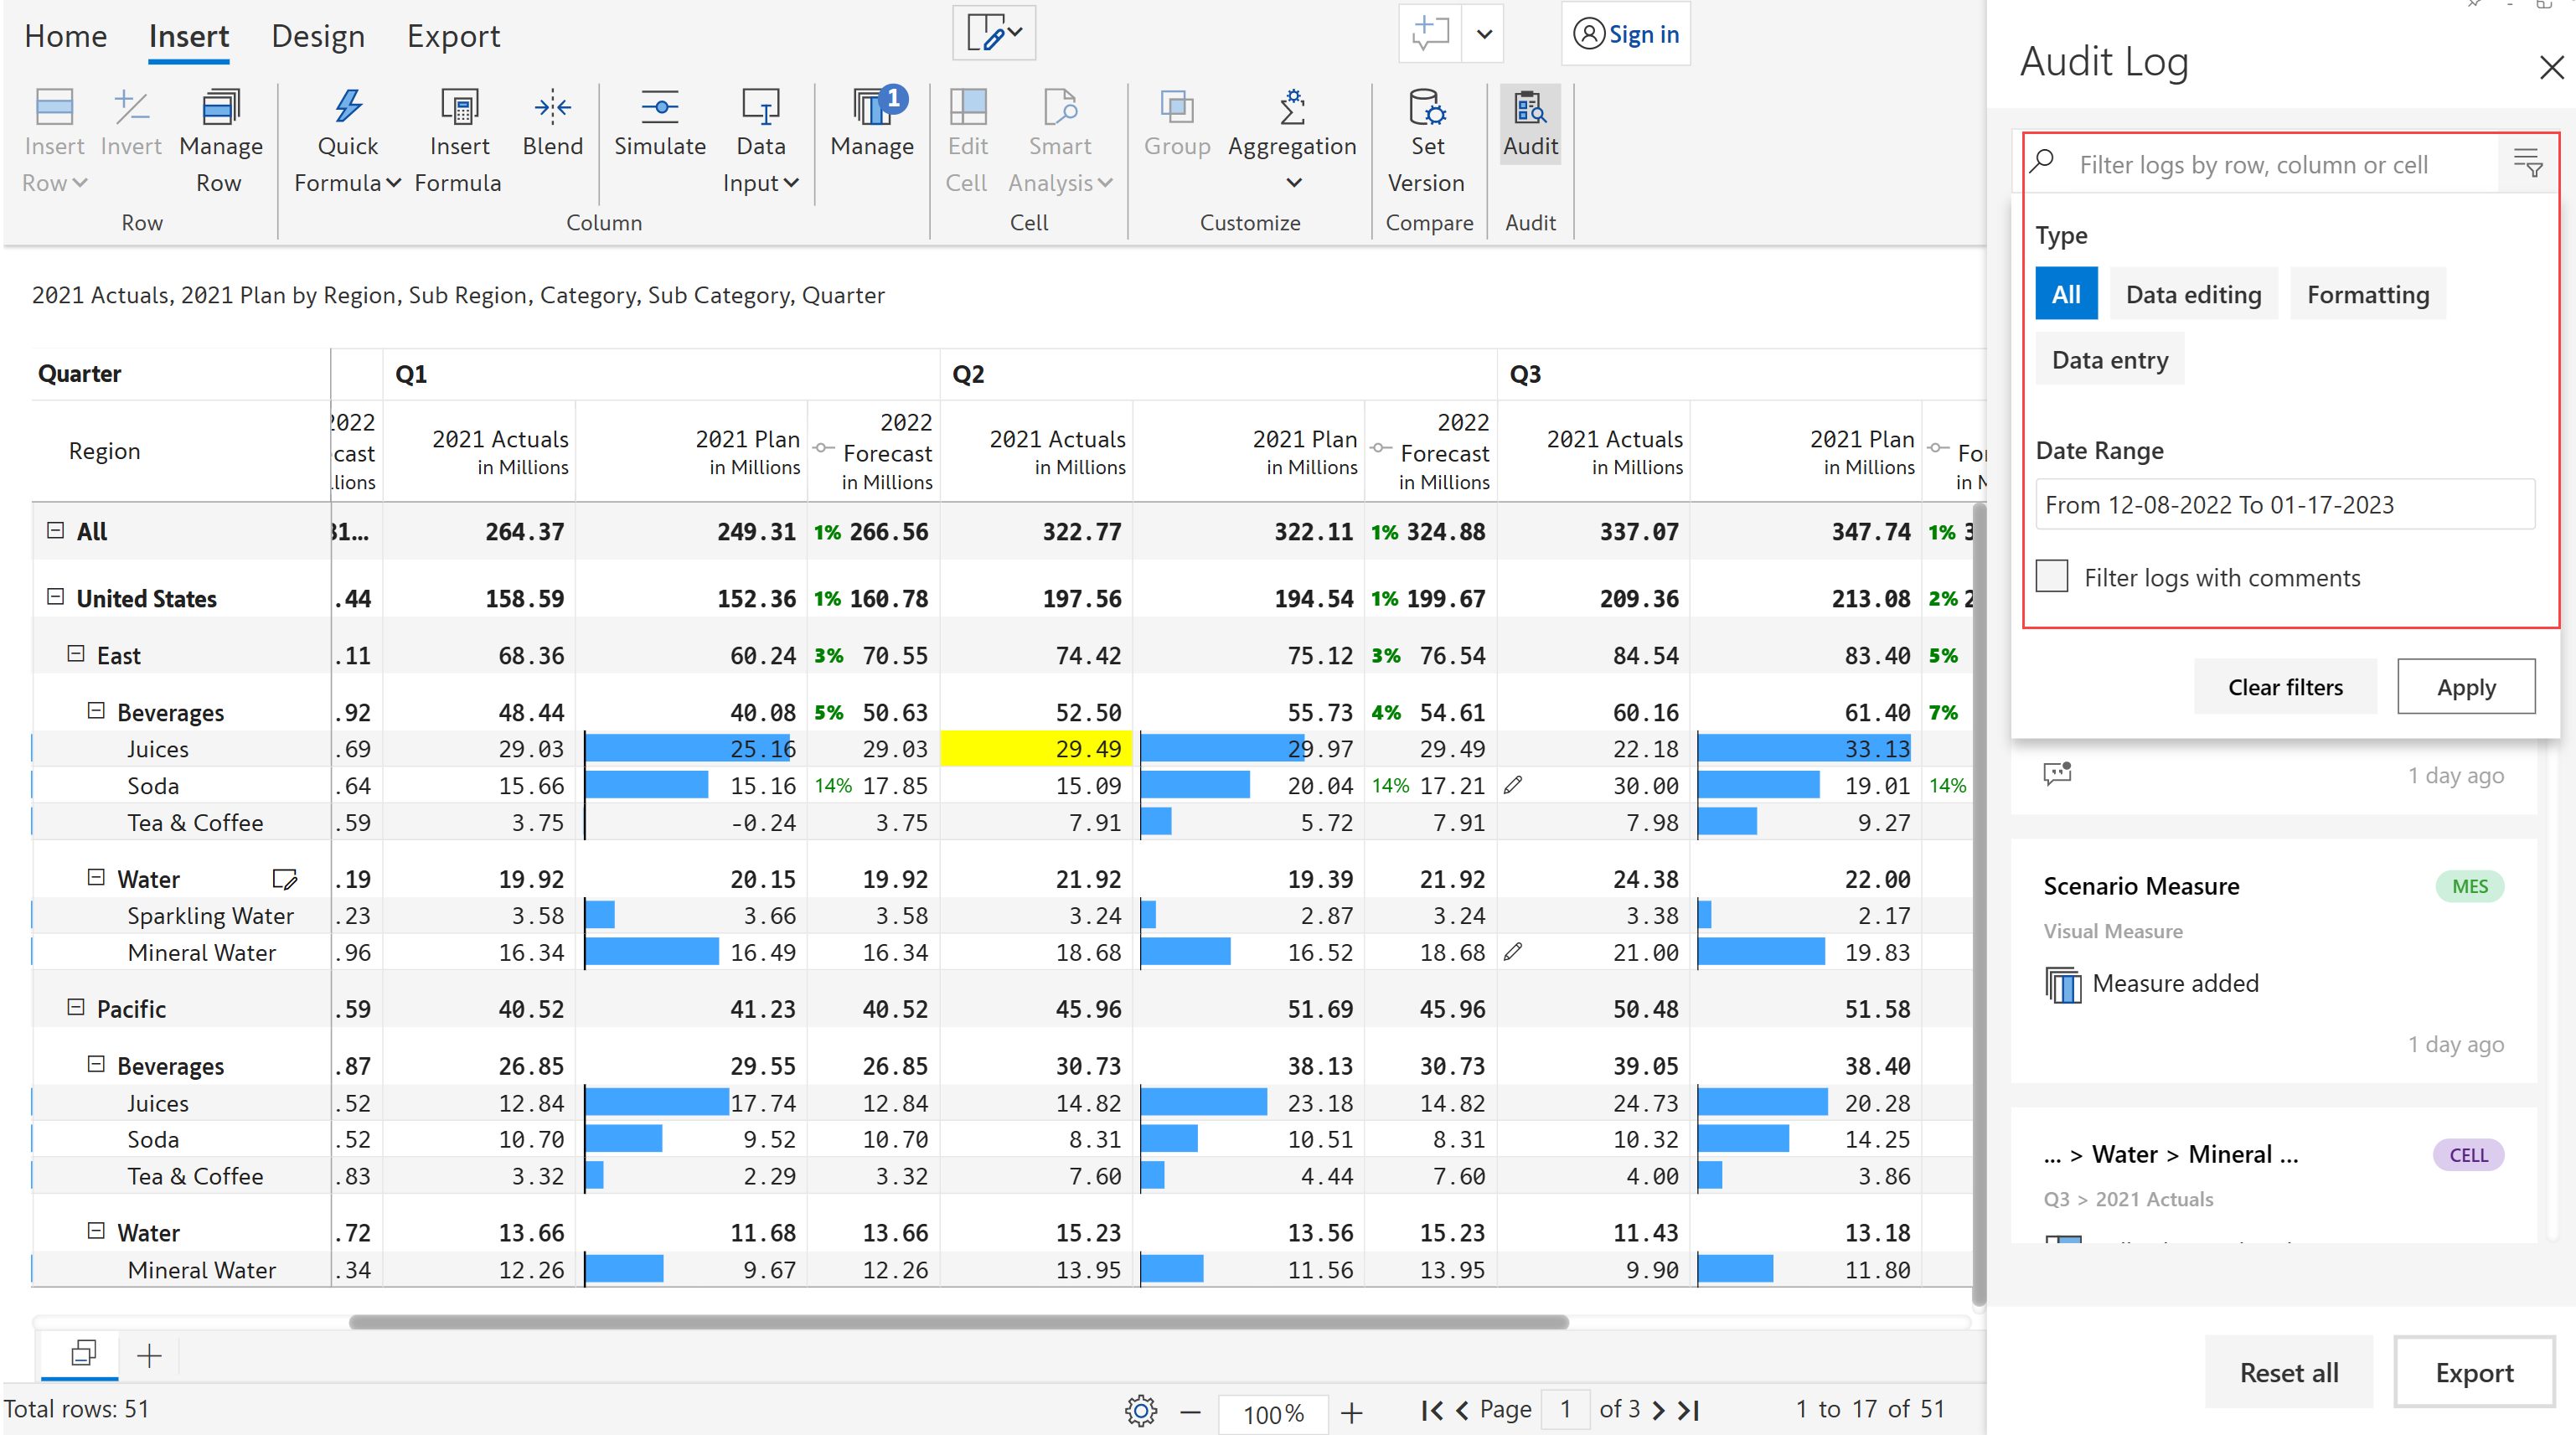 Home Insert Design Export Sign in
1
Insert Row Invert Manage Row Quick Formula Insert Formula Blend Simulate Data Input Manage Edit Cell Smart Analysis Group Aggregation Set Version Audit
Row Column Cell Customize Compare Audit
2021 Actuals, 2021 Plan by Region, Sub Region, Category, Sub Category, Quarter
Quarter Q1 Q2 Q3
Region 2021 Actuals in Millions 2021 Plan in Millions 2022 Forecast in Millions 2021 Actuals in Millions 2021 Plan in Millions 2022 Forecast in Millions 2021 Actuals in Millions 2021 Plan in Millions
All 264.37 249.31 1% 266.56 322.77 322.11 1% 324.88 337.07 347.74 1%
United States .44 158.59 152.36 1% 160.78 197.56 194.54 1% 199.67 209.36 213.08 2%
East .11 68.36 60.24 3% 70.55 74.42 75.12 3% 76.54 84.54 83.40 5%
Beverages .92 48.44 40.08 5% 50.63 52.50 55.73 4% 54.61 60.16 61.40 7%
Juices .69 29.03 25.16 29.03 29.49 29.97 29.49 22.18 33.13
Soda .64 15.66 15.16 14% 17.85 15.09 20.04 14% 17.21 30.00 19.01 14%
Tea & Coffee .59 3.75 -0.24 3.75 7.91 5.72 7.91 7.98 9.27
Water .19 19.92 20.15 19.92 21.92 19.39 21.92 24.38 22.00
Sparkling Water .23 3.58 3.66 3.58 3.24 2.87 3.24 3.38 2.17
Mineral Water .96 16.34 16.49 16.34 18.68 16.52 18.68 21.00 19.83
Pacific .59 40.52 41.23 40.52 45.96 51.69 45.96 50.48 51.58
Beverages .87 26.85 29.55 26.85 30.73 38.13 30.73 39.05 38.40
Juices .52 12.84 17.74 12.84 14.82 23.18 14.82 24.73 20.28
Soda .52 10.70 9.52 10.70 8.31 10.51 8.31 10.32 14.25
Tea & Coffee .83 3.32 2.29 3.32 7.60 4.44 7.60 4.00 3.86
Water .72 13.66 11.68 13.66 15.23 13.56 15.23 11.43 13.18
Mineral Water .34 12.26 9.67 12.26 13.95 11.56 13.95 9.90 11.80
Total rows: 51 100% Page 1 of 3 1 to 17 of 51
Audit Log
Filter logs by row, column or cell
Type
All Data editing Formatting
Data entry
Date Range
From 12-08-2022 To 01-17-2023
Filter logs with comments
Clear filters Apply
1 day ago
Scenario Measure MES
Visual Measure
Measure added
1 day ago
... > Water > Mineral ... CELL
Q3 > 2021 Actuals
Reset all Export